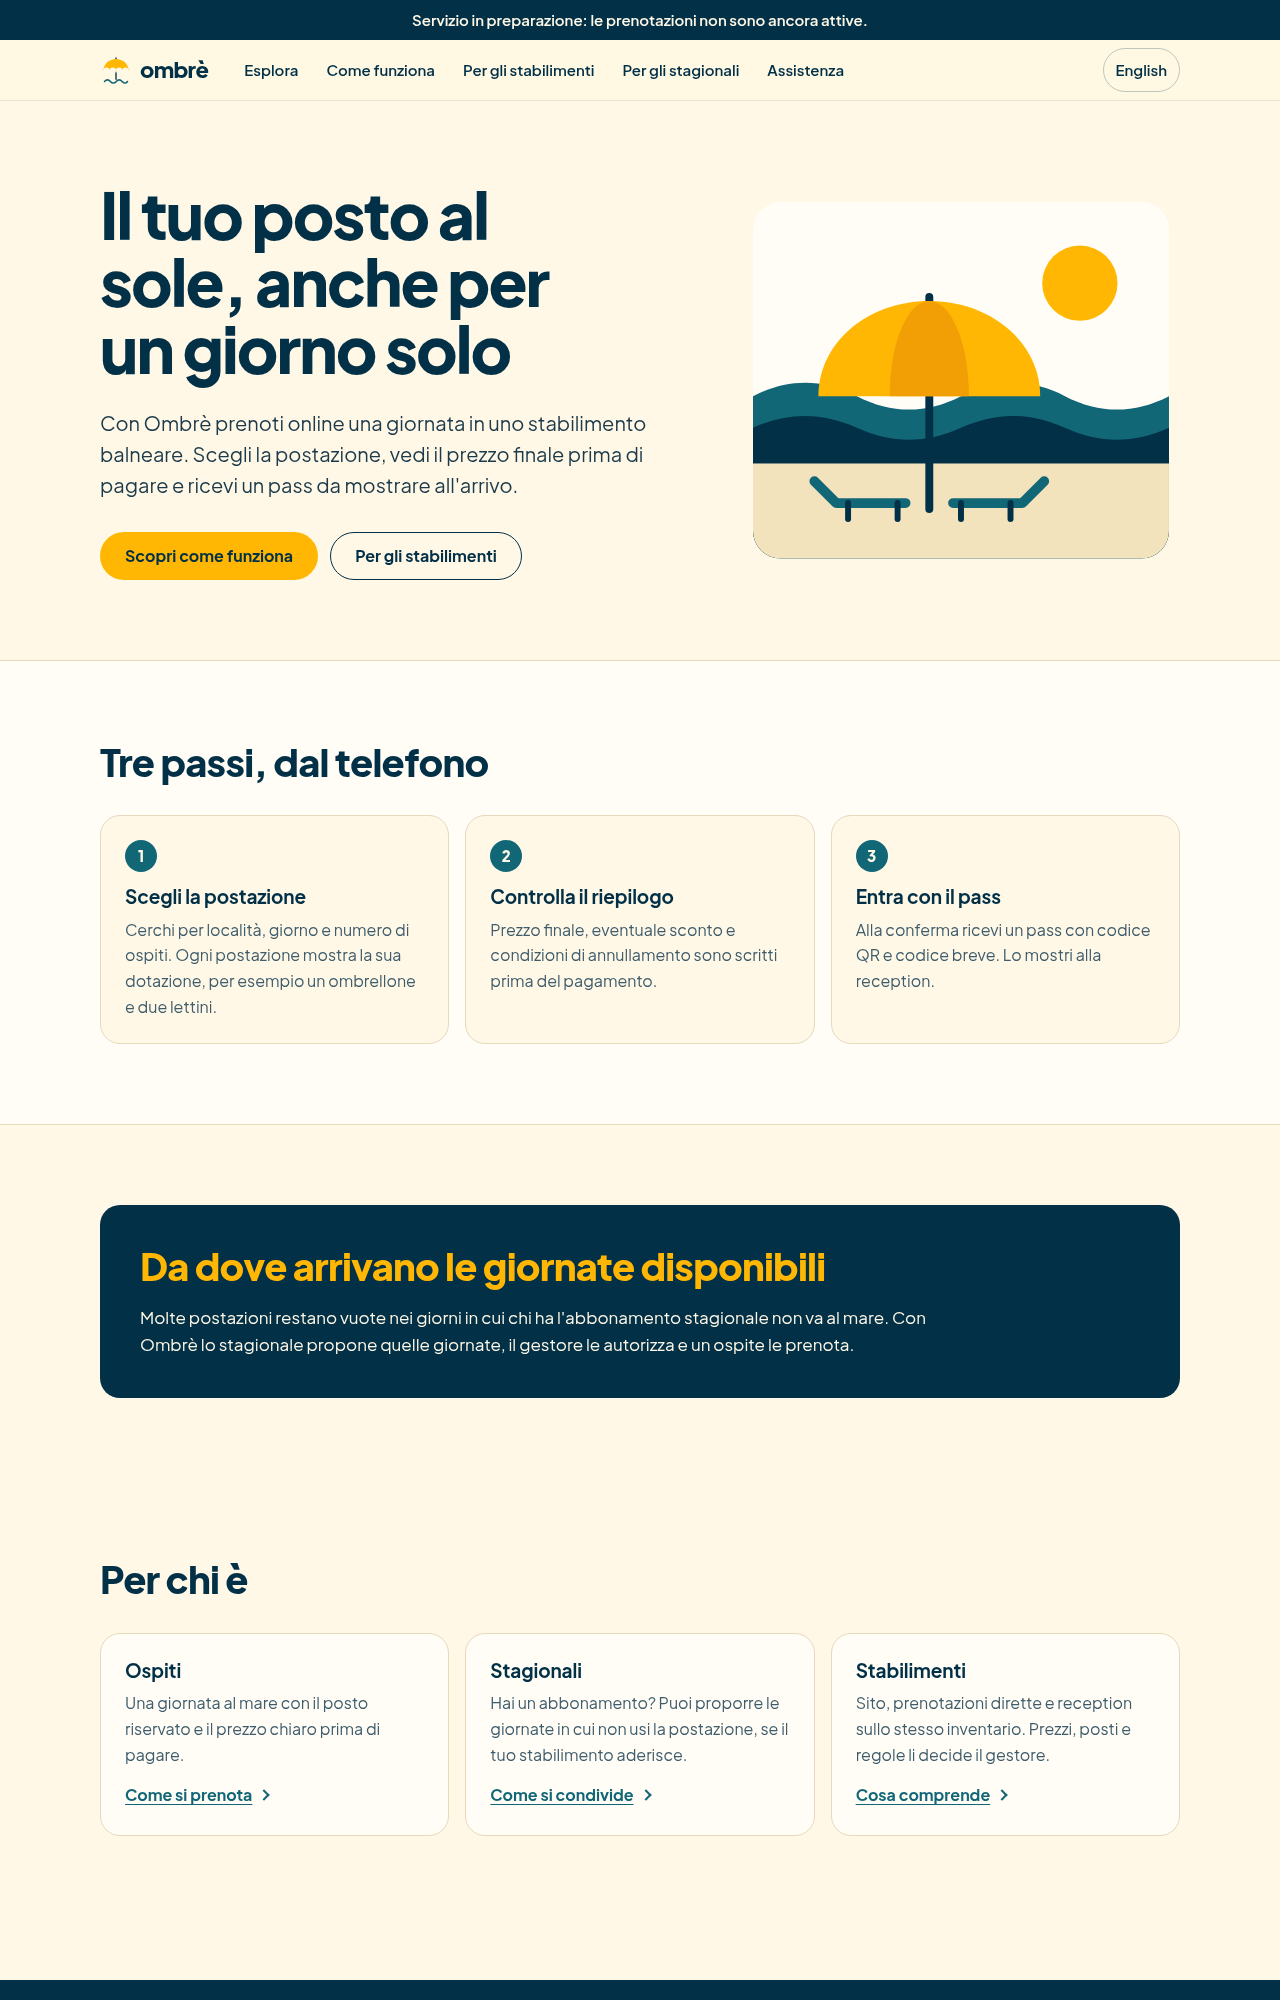 Servizio in preparazione: le prenotazioni non sono ancora attive.
ombrè
Esplora
Come funziona
Per gli stabilimenti
Per gli stagionali
Assistenza
English
Il tuo posto al
sole, anche per
un giorno solo
Con Ombrè prenoti online una giornata in uno stabilimento
balneare. Scegli la postazione, vedi il prezzo finale prima di
pagare e ricevi un pass da mostrare all'arrivo.
Scopri come funziona
Per gli stabilimenti
Tre passi, dal telefono
1
Scegli la postazione
Cerchi per località, giorno e numero di
ospiti. Ogni postazione mostra la sua
dotazione, per esempio un ombrellone
e due lettini.
2
Controlla il riepilogo
Prezzo finale, eventuale sconto e
condizioni di annullamento sono scritti
prima del pagamento.
3
Entra con il pass
Alla conferma ricevi un pass con codice
QR e codice breve. Lo mostri alla
reception.
Da dove arrivano le giornate disponibili
Molte postazioni restano vuote nei giorni in cui chi ha l'abbonamento stagionale non va al mare. Con
Ombrè lo stagionale propone quelle giornate, il gestore le autorizza e un ospite le prenota.
Per chi è
Ospiti
Una giornata al mare con il posto
riservato e il prezzo chiaro prima di
pagare.
Come si prenota
Stagionali
Hai un abbonamento? Puoi proporre le
giornate in cui non usi la postazione, se il
tuo stabilimento aderisce.
Come si condivide
Stabilimenti
Sito, prenotazioni dirette e reception
sullo stesso inventario. Prezzi, posti e
regole li decide il gestore.
Cosa comprende